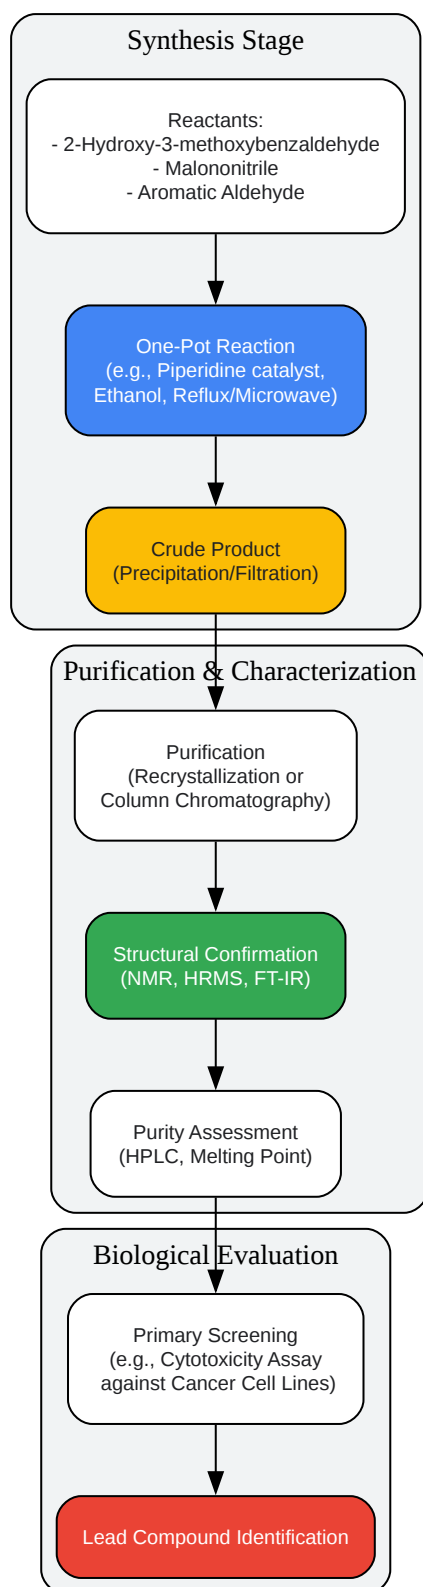 Synthesis Stage
Reactants:
- 2-Hydroxy-3-methoxybenzaldehyde
- Malononitrile
- Aromatic Aldehyde
One-Pot Reaction
(e.g., Piperidine catalyst,
Ethanol, Reflux/Microwave)
Crude Product
(Precipitation/Filtration)
Purification & Characterization
Purification
(Recrystallization or
Column Chromatography)
Structural Confirmation
(NMR, HRMS, FT-IR)
Purity Assessment
(HPLC, Melting Point)
Biological Evaluation
Primary Screening
(e.g., Cytotoxicity Assay
against Cancer Cell Lines)
Lead Compound Identification